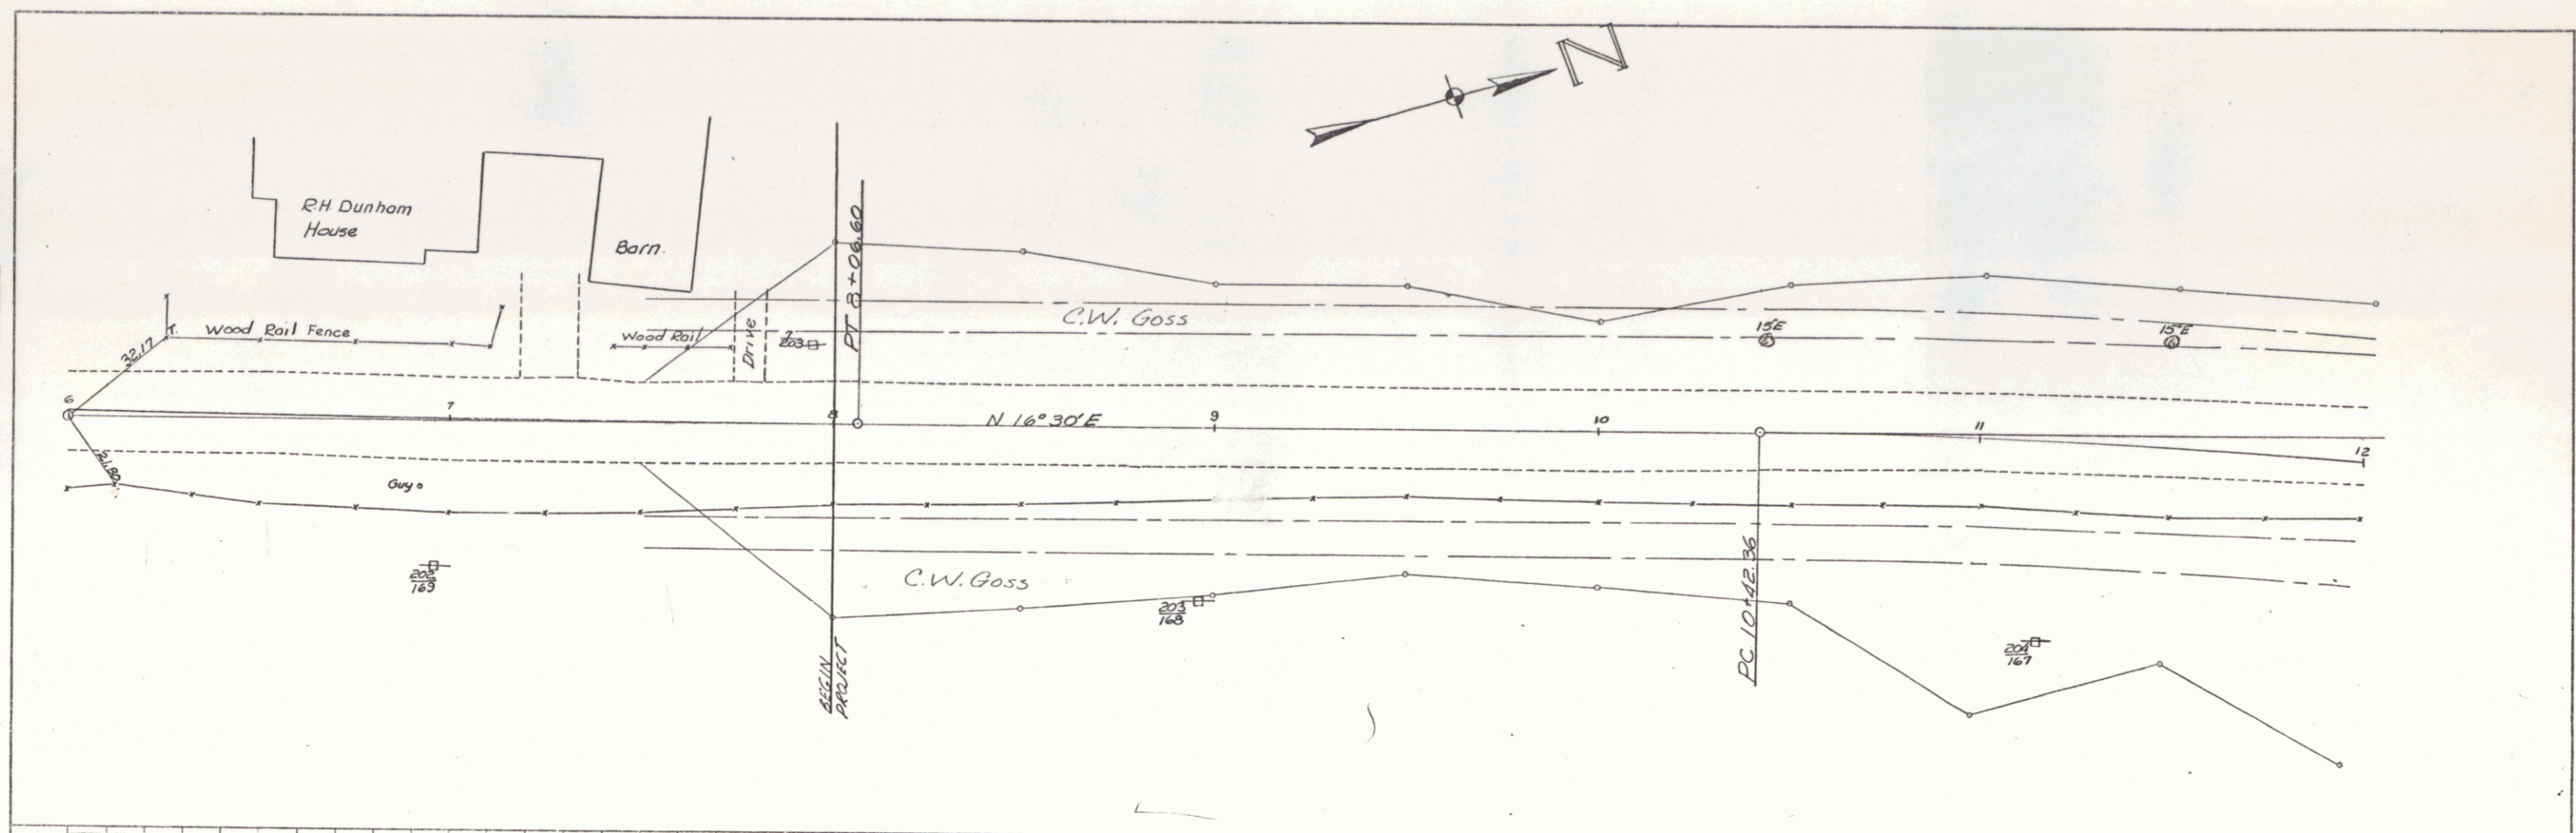 N
R.H. Dunham
House
Barn.
PT 8+06.60
Wood Rail Fence
Wood Rail
Drive
C.W. Goss
15"E
15"E
32.17
203
6
7
8
N 16° 30' E
9
10
11
12
21.80
Guy
202
169
C.W. Goss
203
168
BEGIN
PROJECT
PC 10+42.36
204
167